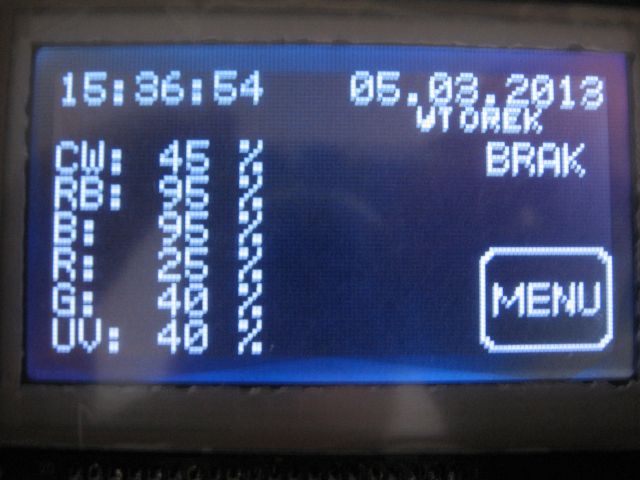 15:36:54 05.03.2013
WTOREK
CW: 45 % BRAK
RB: 95 %
B: 95 %
R: 25 %
G: 40 %
UV: 40 %
MENU